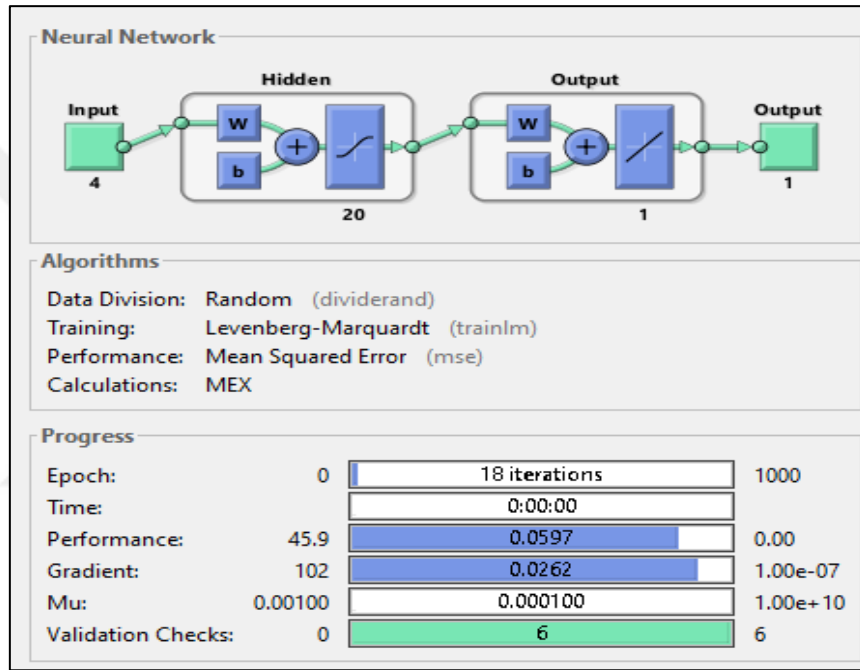 Neural Network
Hidden Output
Input Output
W b + W b +
4 20 1 1
Algorithms
Data Division: Random (dividerand)
Training: Levenberg-Marquardt (trainlm)
Performance: Mean Squared Error (mse)
Calculations: MEX
Progress
Epoch: 0 18 iterations 1000
Time: 0:00:00
Performance: 45.9 0.0597 0.00
Gradient: 102 0.0262 1.00e-07
Mu: 0.00100 0.000100 1.00e+10
Validation Checks: 0 6 6